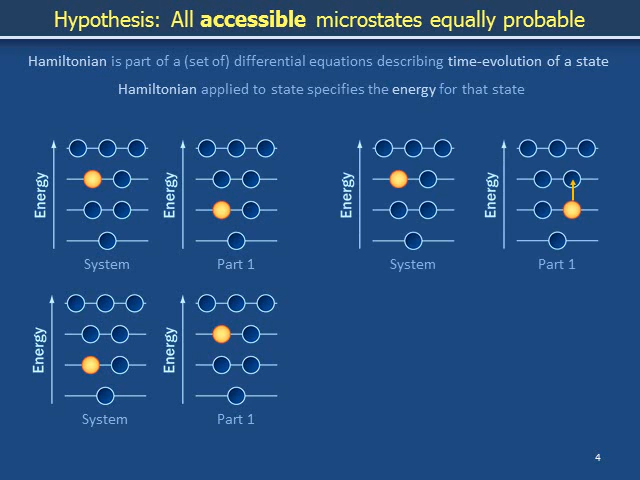 Hypothesis: All accessible microstates equally probable
Hamiltonian is part of a (set of) differential equations describing time-evolution of a state
Hamiltonian applied to state specifies the energy for that state
Energy
System
Energy
Part 1
Energy
System
Energy
Part 1
Energy
System
Energy
Part 1
4